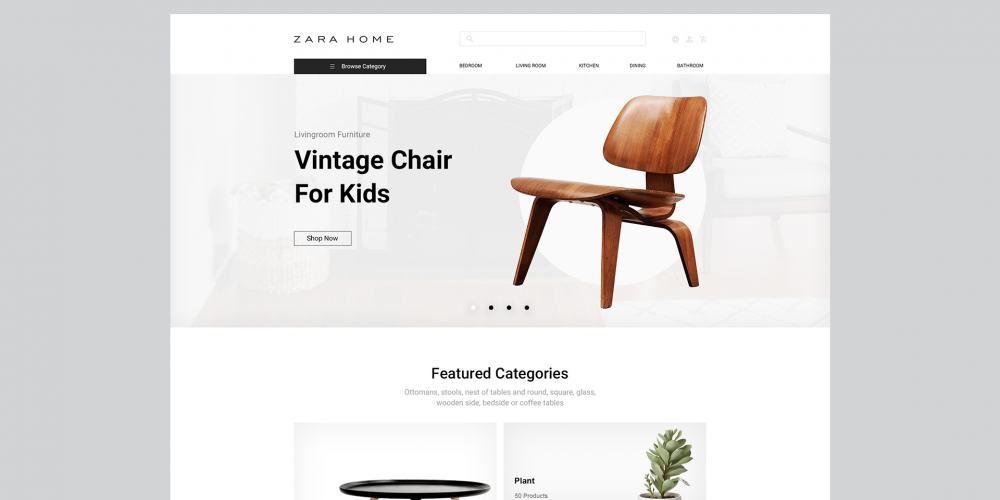 ZARA HOME
Browse Category
BEDROOM
LIVING ROOM
KITCHEN
DINING
BATHROOM
Livingroom Furniture
Vintage Chair
For Kids
Shop Now
Featured Categories
Ottomans, stools, nest of tables and round, square, glass,
wooden side, bedside or coffee tables
Plant
50 Products